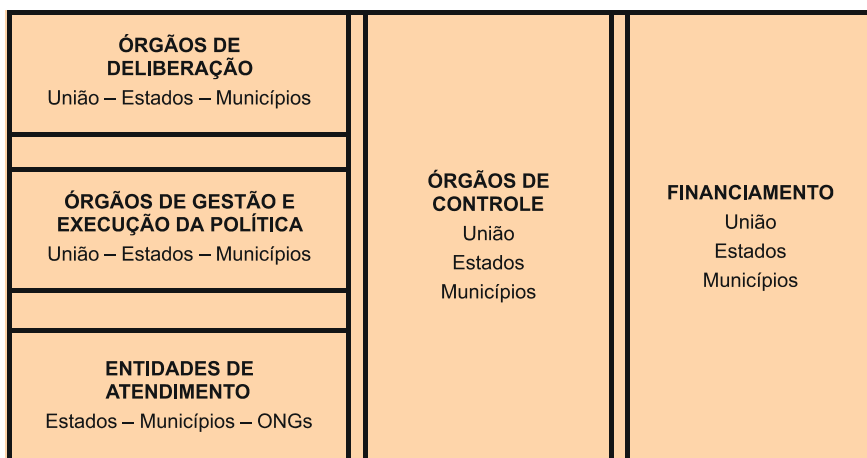 ÓRGÃOS DE
DELIBERAÇÃO
União – Estados – Municípios
ÓRGÃOS DE GESTÃO E
EXECUÇÃO DA POLÍTICA
União – Estados – Municípios
ENTIDADES DE
ATENDIMENTO
Estados – Municípios – ONGs
ÓRGÃOS DE
CONTROLE
União
Estados
Municípios
FINANCIAMENTO
União
Estados
Municípios